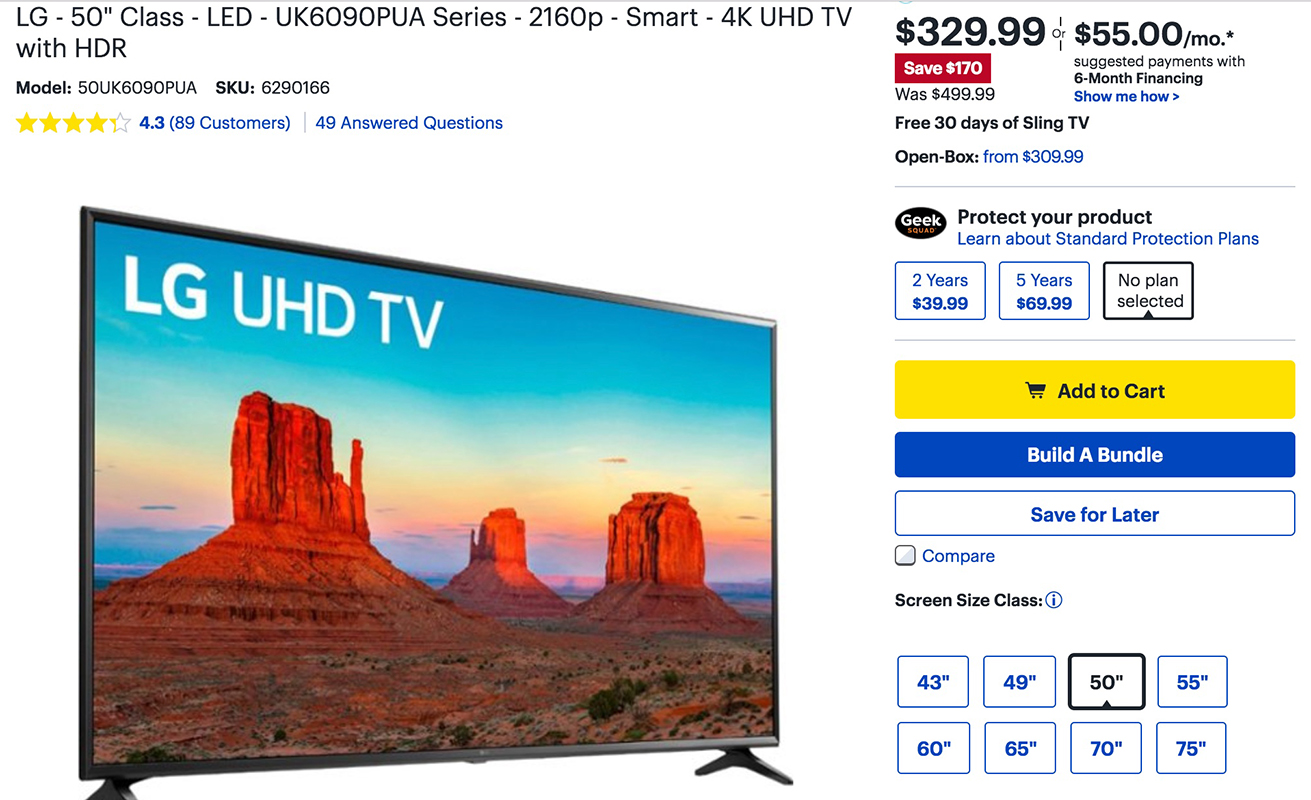 LG - 50" Class - LED - UK6090PUA Series - 2160p - Smart - 4K UHD TV
with HDR
Model: 50UK6090PUA SKU: 6290166
4.3 (89 Customers) 49 Answered Questions
LG UHD TV
$329.99 or $55.00/mo.*
Save $170
Was $499.99
suggested payments with
6-Month Financing
Show me how >
Free 30 days of Sling TV
Open-Box: from $309.99
Geek
SQUAD
Protect your product
Learn about Standard Protection Plans
2 Years
$39.99
5 Years
$69.99
No plan
selected
Add to Cart
Build A Bundle
Save for Later
Compare
Screen Size Class:
43" 49" 50" 55"
60" 65" 70" 75"